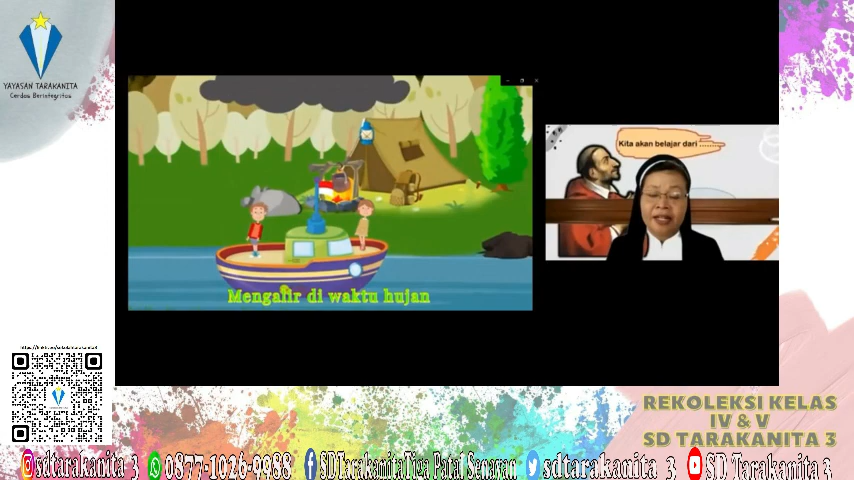 YAYASAN TARAKANITA
Cerdas Berintegritas
Kita akan belajar dari ........
Mengalir di waktu hujan
REKOLEKSI KELAS
IV & V
SD TARAKANITA 3
sdtarakanita 3 0877-1026-9988 SDTarakanitaTiga Patal Senayan sdtarakanita 3 SD Tarakanita 3